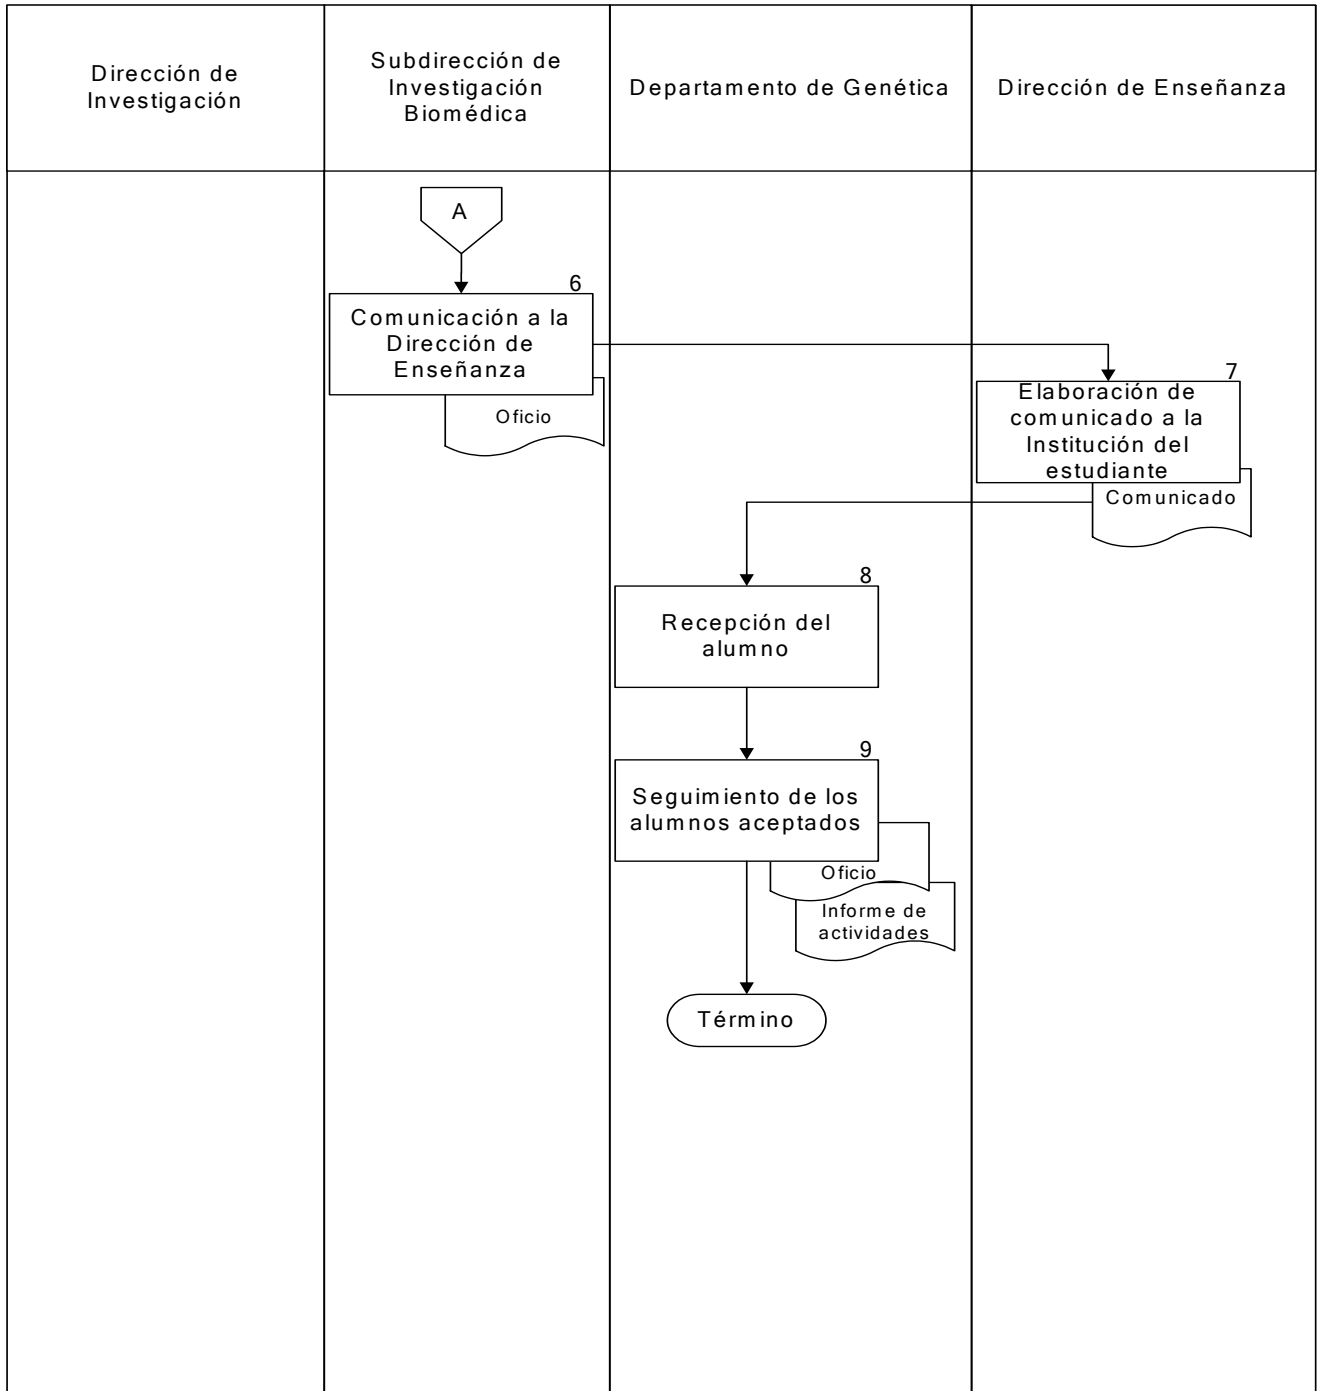 Dirección de
Investigación
Subdirección de
Investigación
Biomédica
Departamento de Genética
Dirección de Enseñanza
A
6
Comunicación a la
Dirección de
Enseñanza
Oficio
7
Elaboración de
comunicado a la
Institución del
estudiante
Comunicado
8
Recepción del
alumno
9
Seguimiento de los
alumnos aceptados
Oficio
Informe de
actividades
Término